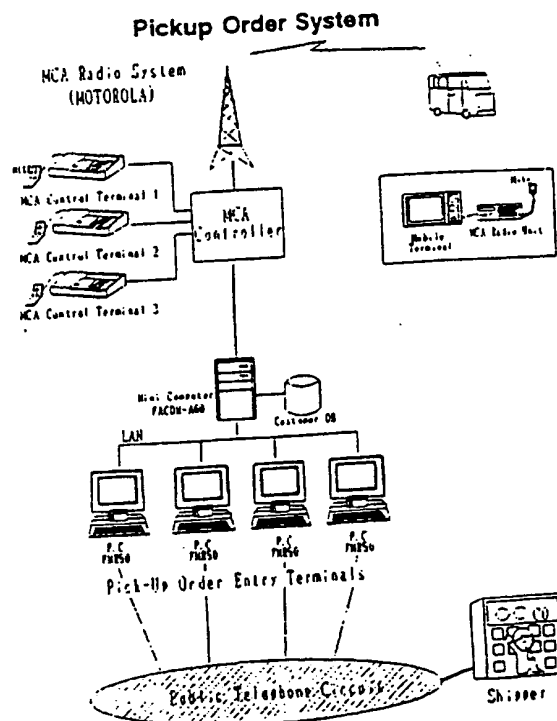 Pickup Order System
MCA Radio System
(MOTOROLA)
MCA Control Terminal 1
MCA Control Terminal 2
MCA Control Terminal 3
MCA
Controller
Mobile
Terminal
MCA Radio Unit
Mini Computer
FACOM-A60
Customer DB
LAN
P.C
P.C
P.C
P.C
Pick-Up Order Entry Terminals
Public Telephone Circuit
Shipper